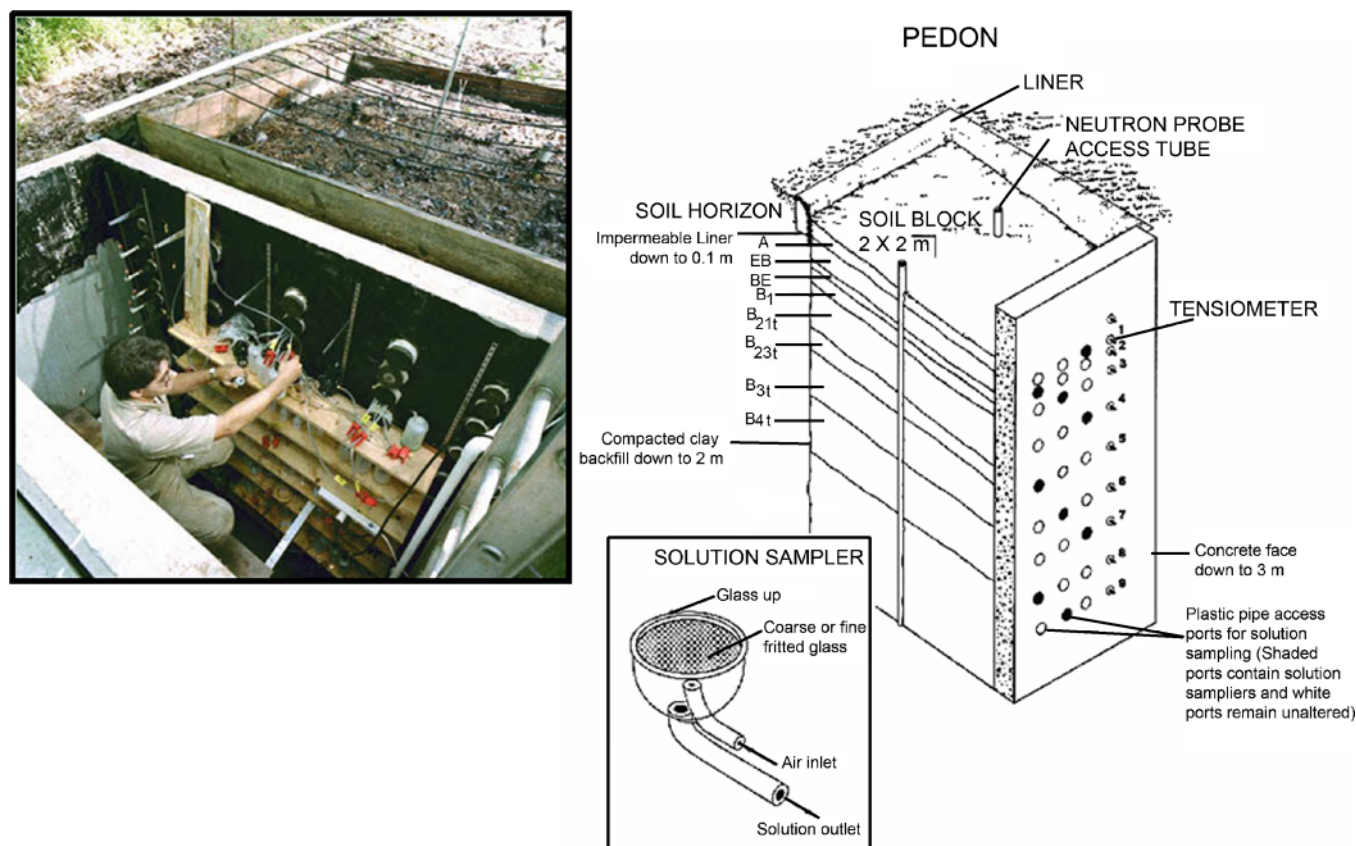 PEDON
LINER
NEUTRON PROBE
ACCESS TUBE
SOIL HORIZON
Impermeable Liner
down to 0.1 m
SOIL BLOCK
2 X 2 m
A
EB
BE
B1
B21t
B23t
B3t
B4t
TENSIOMETER
1
2
3
4
5
6
7
8
9
Compacted clay
backfill down to 2 m
Concrete face
down to 3 m
Plastic pipe access
ports for solution
sampling (Shaded
ports contain solution
sampliers and white
ports remain unaltered)
SOLUTION SAMPLER
Glass up
Coarse or fine
fritted glass
Air inlet
Solution outlet